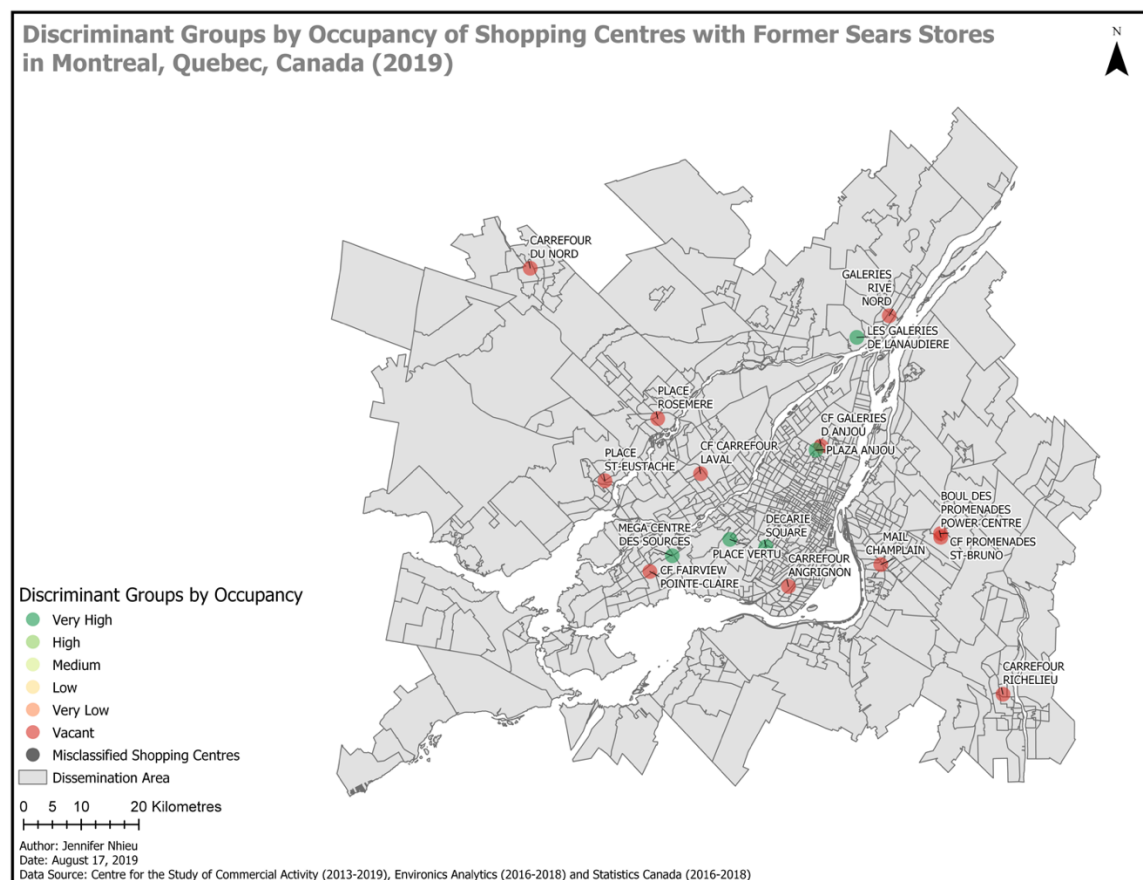 Discriminant Groups by Occupancy of Shopping Centres with Former Sears Stores
in Montreal, Quebec, Canada (2019)
N
CARREFOUR
DU NORD
GALERIES
RIVE
NORD
LES GALERIES
DE LANAUDIERE
PLACE
ROSEMERE
CF GALERIES
D ANJOU
PLAZA ANJOU
CF CARREFOUR
LAVAL
PLACE
ST-EUSTACHE
BOUL DES
PROMENADES
POWER CENTRE
CF PROMENADES
ST-BRUNO
MEGA CENTRE
DES SOURCES
DECARIE
SQUARE
PLACE VERTU
MAIL
CHAMPLAIN
CARREFOUR
ANGRIGNON
CF FAIRVIEW
POINTE-CLAIRE
CARREFOUR
RICHELIEU
Discriminant Groups by Occupancy
Very High
High
Medium
Low
Very Low
Vacant
Misclassified Shopping Centres
Dissemination Area
0 5 10 20 Kilometres
Author: Jennifer Nhieu
Date: August 17, 2019
Data Source: Centre for the Study of Commercial Activity (2013-2019), Environics Analytics (2016-2018) and Statistics Canada (2016-2018)